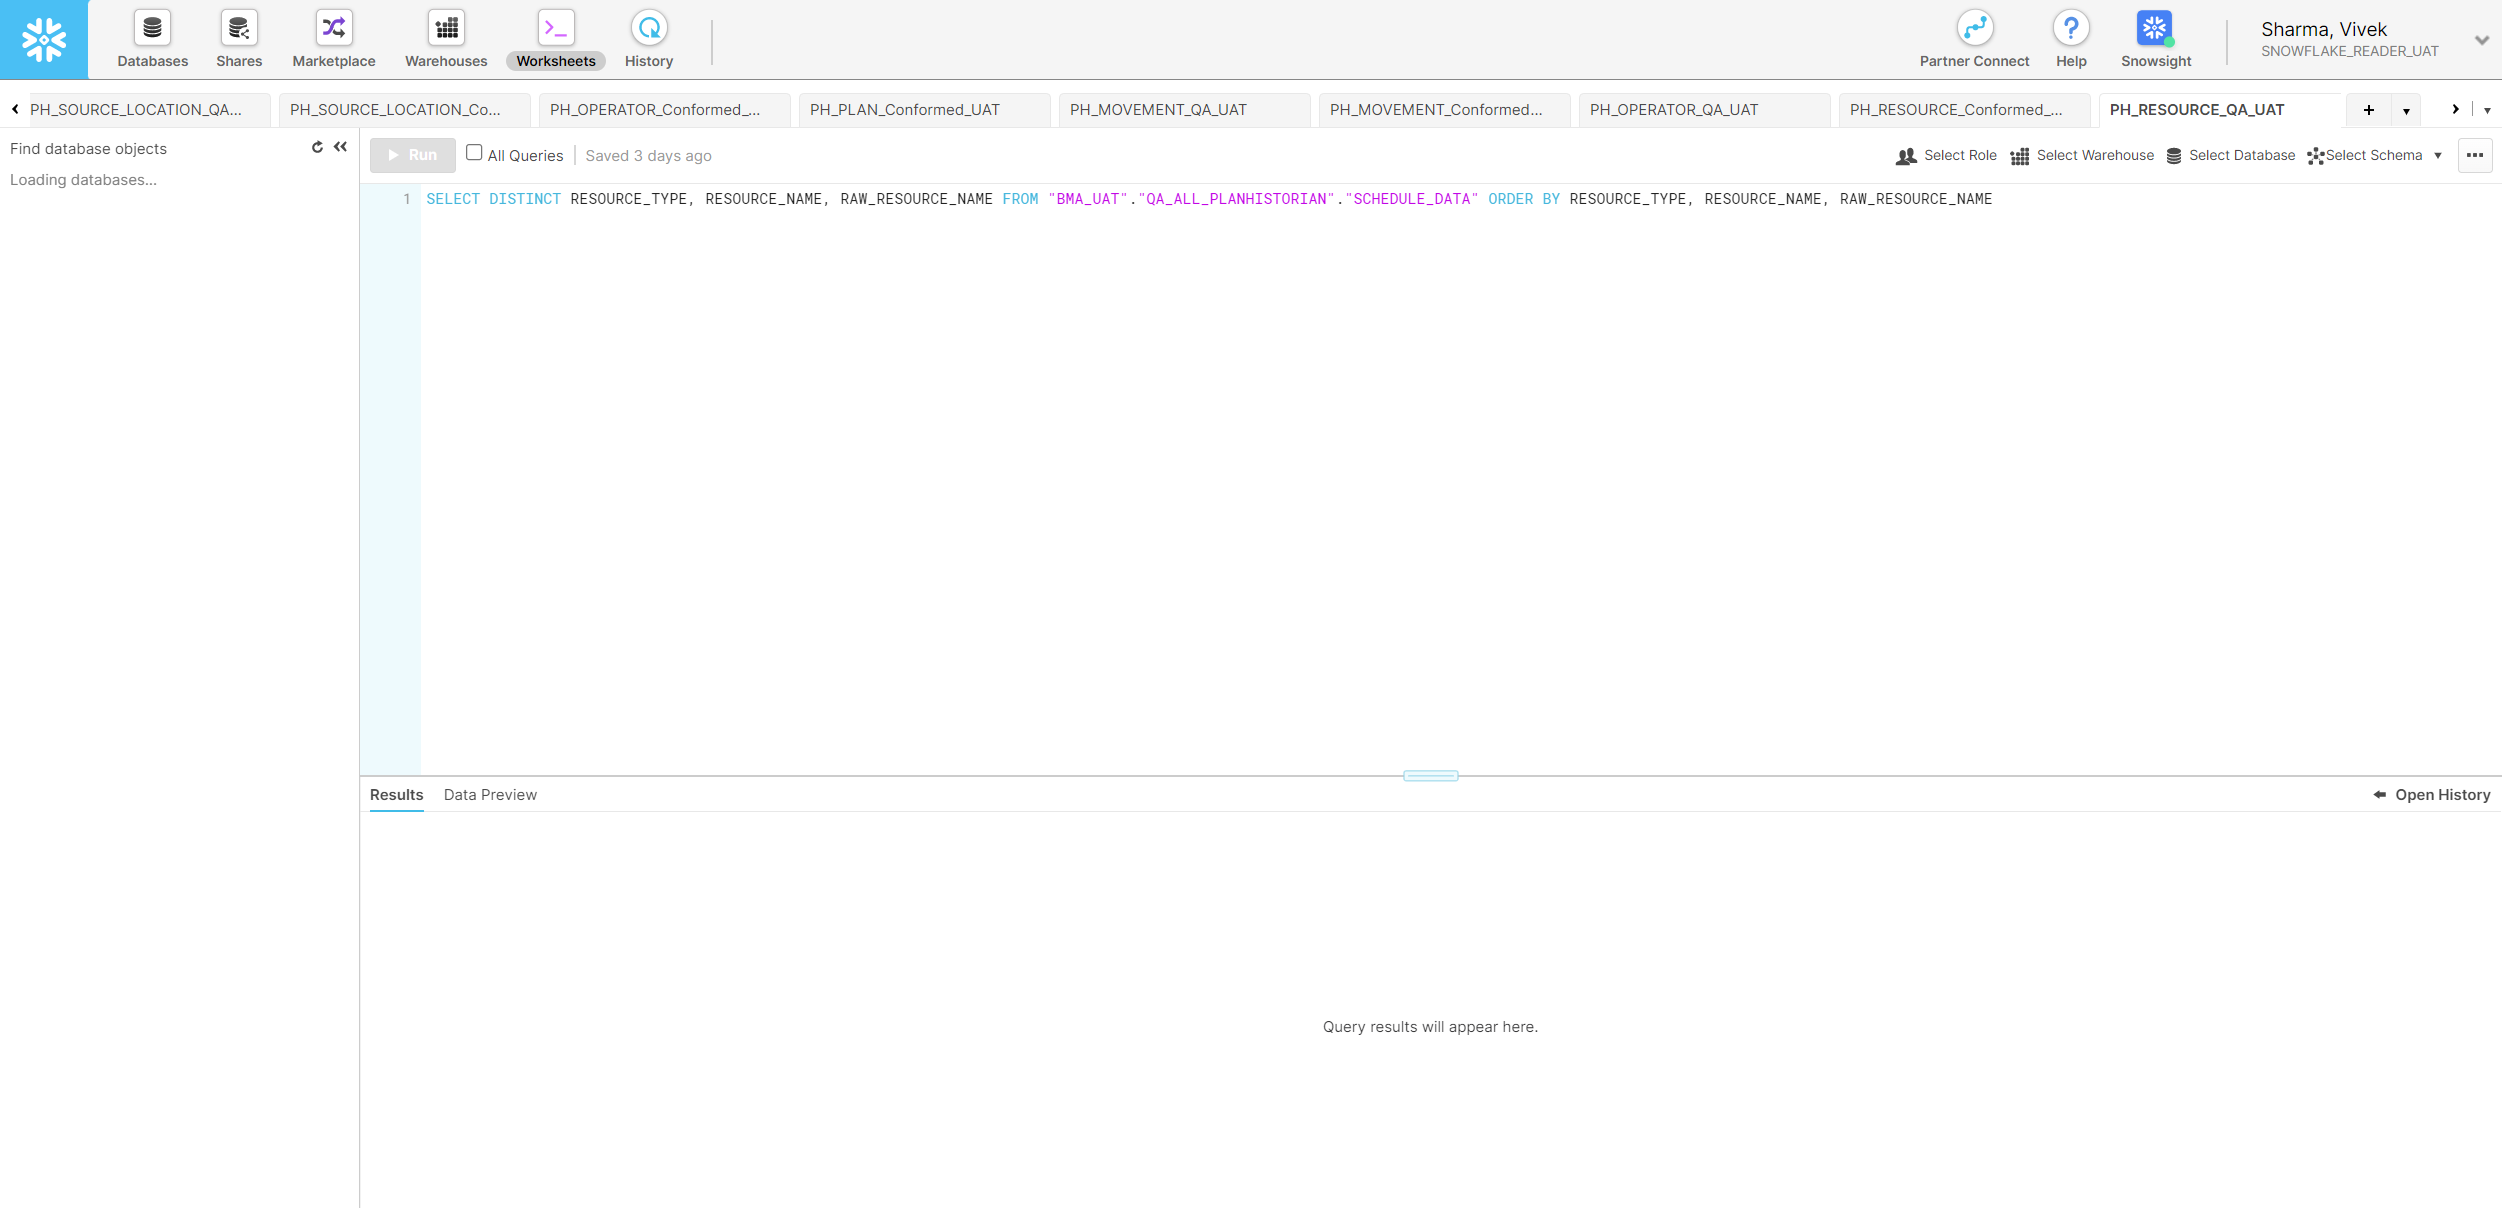 Databases Shares Marketplace Warehouses Worksheets History Partner Connect Help Snowsight
Sharma, Vivek
SNOWFLAKE_READER_UAT
PH_SOURCE_LOCATION_QA... PH_SOURCE_LOCATION_Co... PH_OPERATOR_Conformed_... PH_PLAN_Conformed_UAT PH_MOVEMENT_QA_UAT PH_MOVEMENT_Conformed... PH_OPERATOR_QA_UAT PH_RESOURCE_Conformed_... PH_RESOURCE_QA_UAT
Find database objects
Loading databases...
Run All Queries Saved 3 days ago Select Role Select Warehouse Select Database Select Schema
1 SELECT DISTINCT RESOURCE_TYPE, RESOURCE_NAME, RAW_RESOURCE_NAME FROM "BMA_UAT"."QA_ALL_PLANHISTORIAN"."SCHEDULE_DATA" ORDER BY RESOURCE_TYPE, RESOURCE_NAME, RAW_RESOURCE_NAME
Results Data Preview Open History
Query results will appear here.